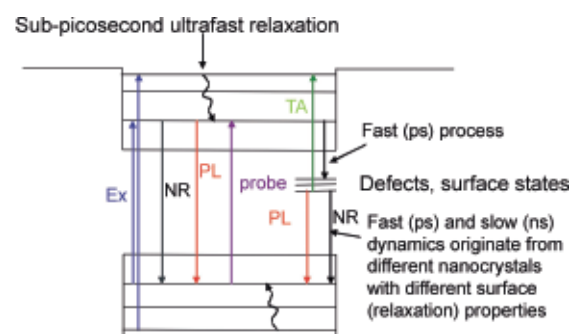 Sub-picosecond ultrafast relaxation
TA
Fast (ps) process
Ex
NR
PL
probe
Defects, surface states
PL
NR
Fast (ps) and slow (ns)
dynamics originate from
different nanocrystals
with different surface
(relaxation) properties